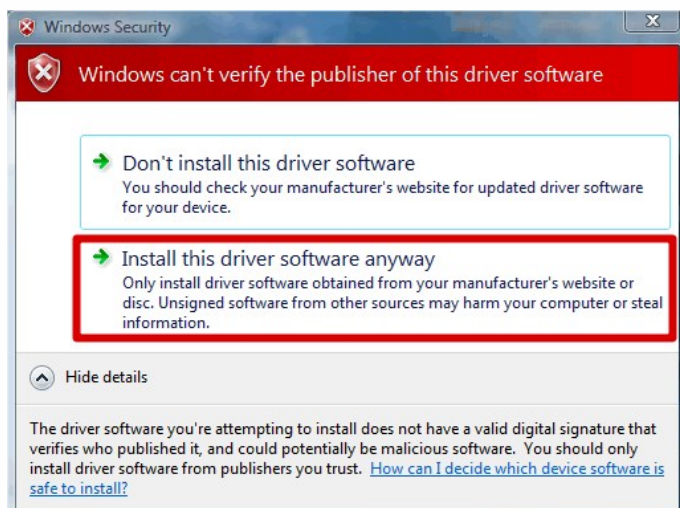 Windows Security
Windows can't verify the publisher of this driver software
Don't install this driver software
You should check your manufacturer's website for updated driver software
for your device.
Install this driver software anyway
Only install driver software obtained from your manufacturer's website or
disc. Unsigned software from other sources may harm your computer or steal
information.
Hide details
The driver software you're attempting to install does not have a valid digital signature that
verifies who published it, and could potentially be malicious software.  You should only
install driver software from publishers you trust.  How can I decide which device software is
safe to install?